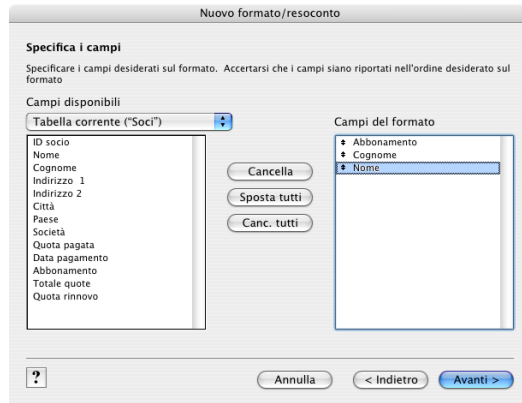 Nuovo formato/resoconto
Specifica i campi
Specificare i campi desiderati sul formato. Accertarsi che i campi siano riportati nell'ordine desiderato sul
formato
Campi disponibili
Tabella corrente ("Soci")
ID socio
Nome
Cognome
Indirizzo 1
Indirizzo 2
Città
Paese
Società
Quota pagata
Data pagamento
Abbonamento
Totale quote
Quota rinnovo
Cancella
Sposta tutti
Canc. tutti
Campi del formato
Abbonamento
Cognome
Nome
?
Annulla
< Indietro
Avanti >